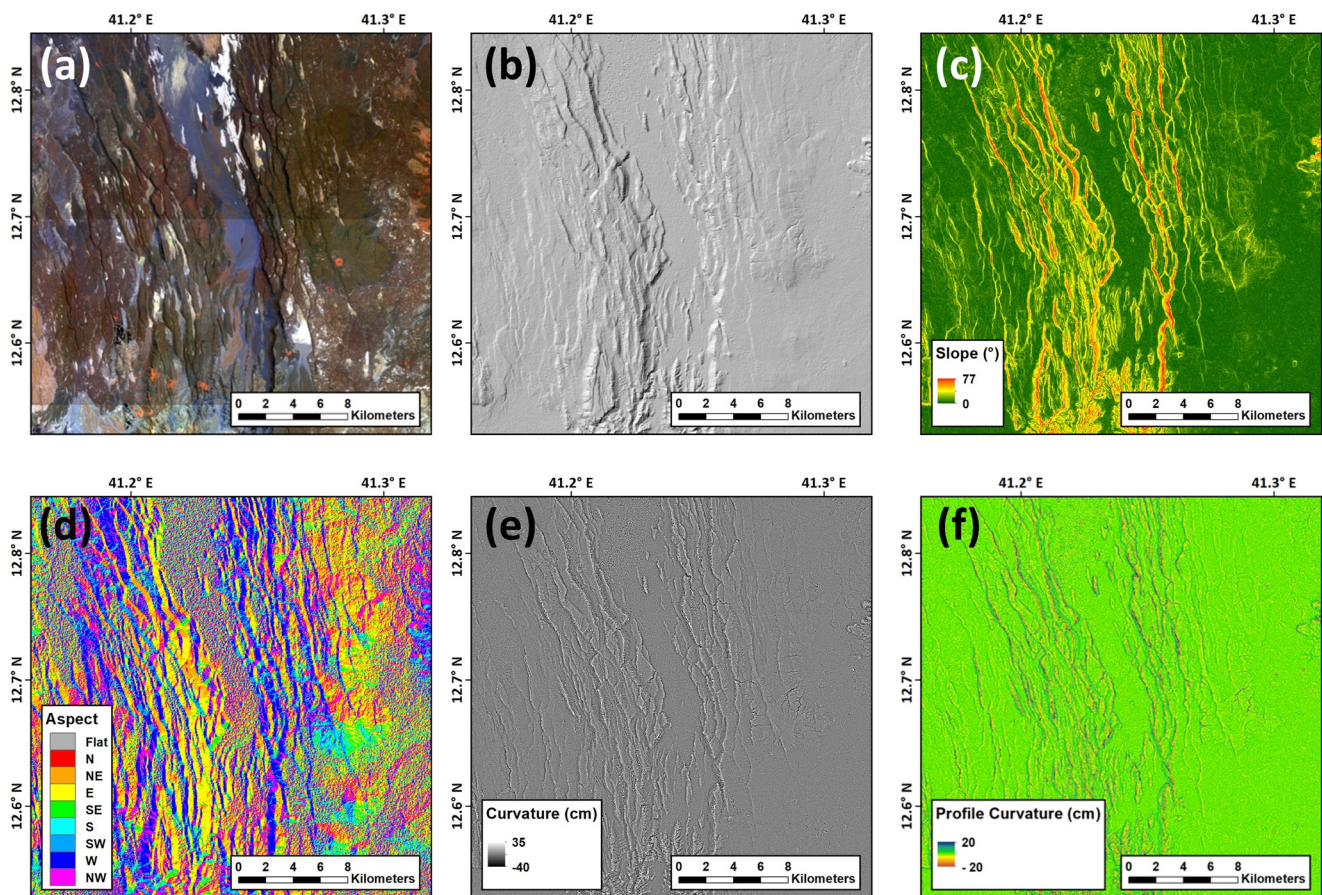 41.2° 41.3° 41.2° 41.3° 41.2° 41.3°
(a) (b) (c)
12.8° N 12.8° N 12.8° N
12.7° N 12.7° N 12.7° N
12.6° N 12.6° N 12.6° N
Slope (°)
77
0
0 2 4 6 8 Kilometers
0 2 4 6 8 Kilometers
0 2 4 6 8 Kilometers
41.2° 41.3° 41.2° 41.3° 41.2° 41.3°
(d) (e) (f)
12.8° N 12.8° N 12.8° N
12.7° N 12.7° N 12.7° N
12.6° N 12.6° N 12.6° N
Aspect
Flat
N
NE
E
SE
S
SW
W
NW
0 2 4 6 8 Kilometers
Curvature (cm)
35
-40
0 2 4 6 8 Kilometers
Profile Curvature (cm)
20
- 20
0 2 4 6 8 Kilometers